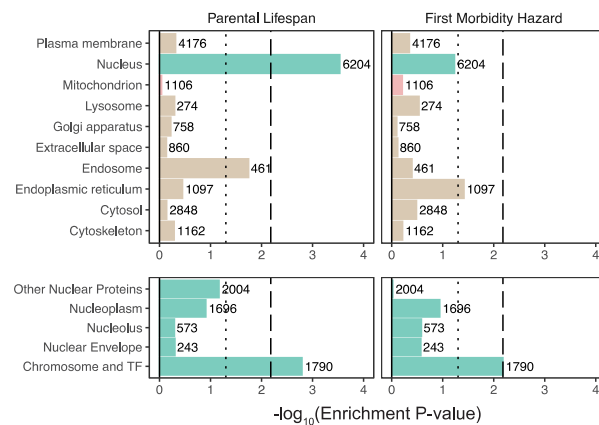 Parental Lifespan First Morbidity Hazard
Plasma membrane 4176 4176
Nucleus 6204 6204
Mitochondrion 1106 1106
Lysosome 274 274
Golgi apparatus 758 758
Extracellular space 860 860
Endosome 461 461
Endoplasmic reticulum 1097 1097
Cytosol 2848 2848
Cytoskeleton 1162 1162
0 1 2 3 4 0 1 2 3 4
Other Nuclear Proteins 2004 2004
Nucleoplasm 1696 1696
Nucleolus 573 573
Nuclear Envelope 243 243
Chromosome and TF 1790 1790
0 1 2 3 4 0 1 2 3 4
-log10(Enrichment P-value)